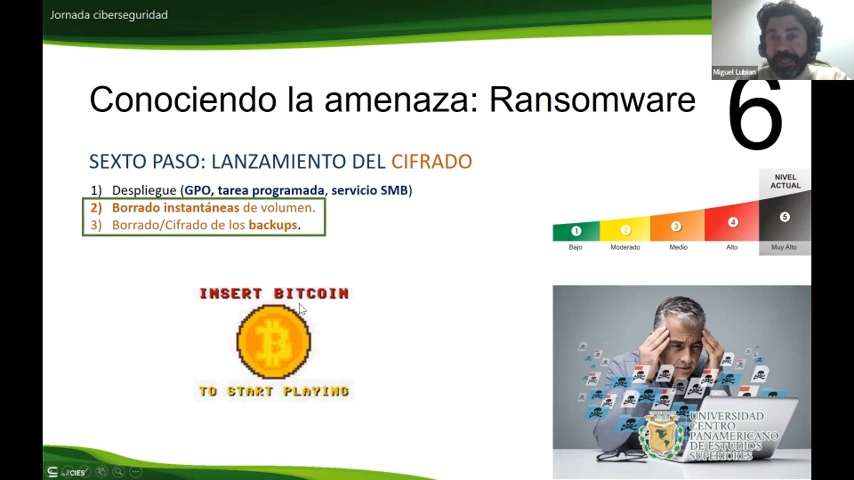 Jornada ciberseguridad
Miguel Lubian
Conociendo la amenaza: Ransomware
6
SEXTO PASO: LANZAMIENTO DEL CIFRADO
1) Despliegue (GPO, tarea programada, servicio SMB)
2) Borrado instantáneas de volumen.
3) Borrado/Cifrado de los backups.
NIVEL
ACTUAL
1
2
3
4
5
Bajo
Moderado
Medio
Alto
Muy Alto
INSERT BITCOIN
TO START PLAYING
UNIVERSIDAD
CENTRO
PANAMERICANO
DE ESTUDIOS
SUPERIORES